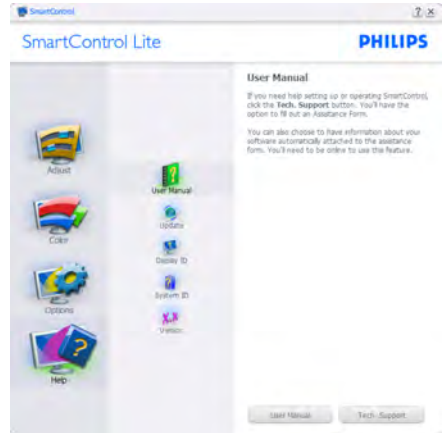 SmartControl
? x
SmartControl Lite
PHILIPS
Adjust
Color
Options
Help
User Manual
Update
Display ID
System ID
Version
User Manual
If you need help setting up or operating SmartControl,
click the Tech. Support button. You'll have the
option to fill out an Assistance Form.
You can also choose to have information about your
software automatically attached to the assistance
form. You'll need to be online to use the feature.
User Manual
Tech. Support